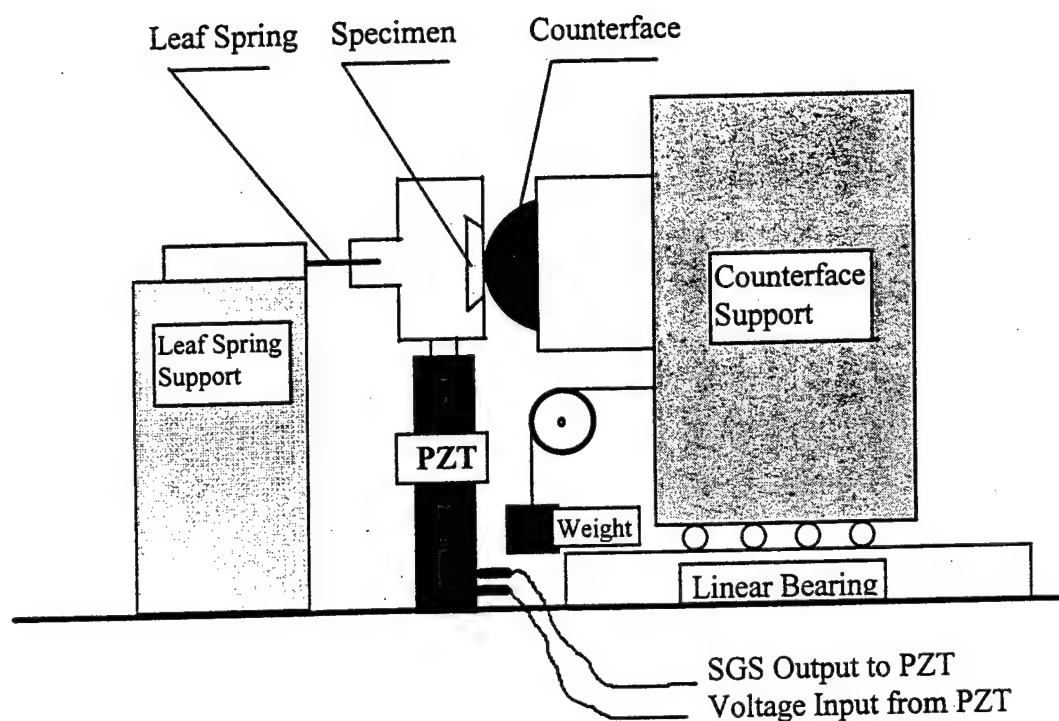 Leaf Spring
Specimen
Counterface
Leaf Spring
Support
PZT
Counterface
Support
Weight
Linear Bearing
SGS Output to PZT
Voltage Input from PZT